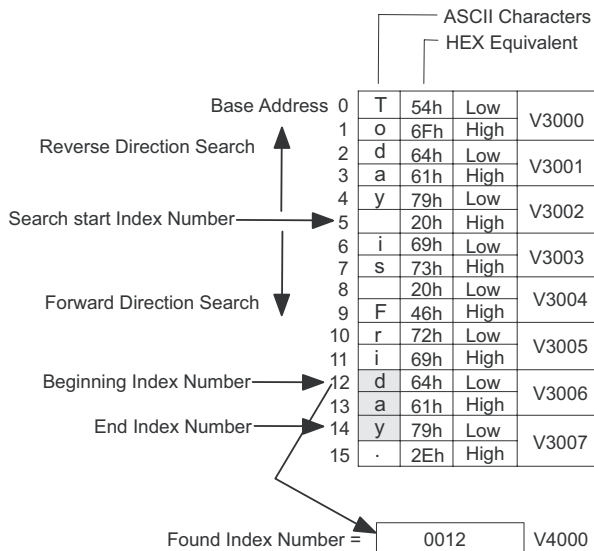 ASCII Characters
HEX Equivalent
Base Address 0 T 54h Low V3000
1 o 6Fh High
Reverse Direction Search
2 d 64h Low V3001
3 a 61h High
4 y 79h Low V3002
Search start Index Number 5 20h High
6 i 69h Low V3003
7 s 73h High
Forward Direction Search
8 20h Low V3004
9 F 46h High
10 r 72h Low V3005
11 i 69h High
Beginning Index Number 12 d 64h Low V3006
13 a 61h High
End Index Number 14 y 79h Low V3007
15 . 2Eh High
Found Index Number = 0012 V4000